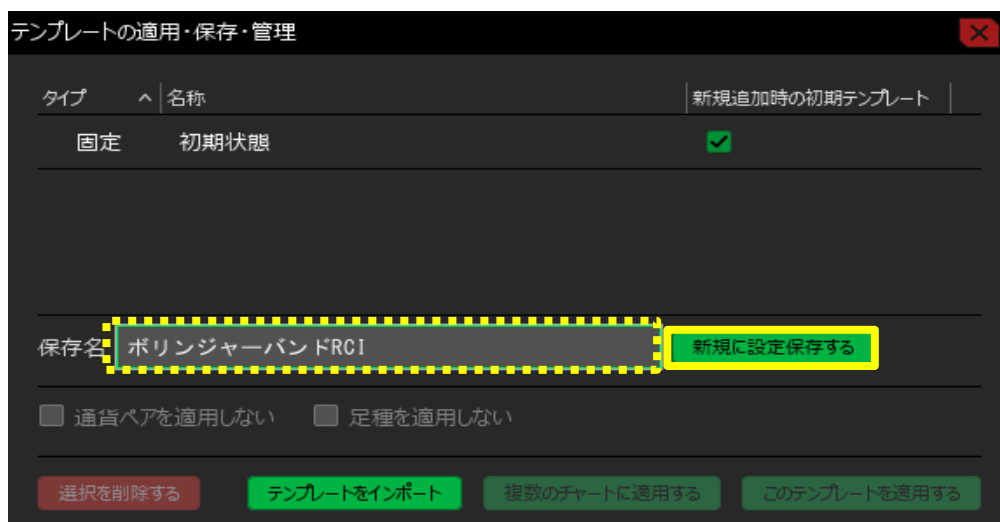 テンプレートの適用・保存・管理
タイプ ヘ 名称 新規追加時の初期テンプレート
固定 初期状態
保存名 ボリンジャーバンドRCI 新規に設定保存する
通貨ペアを適用しない 足種を適用しない
選択を削除する テンプレートをインポート 複数のチャートに適用する このテンプレートを適用する